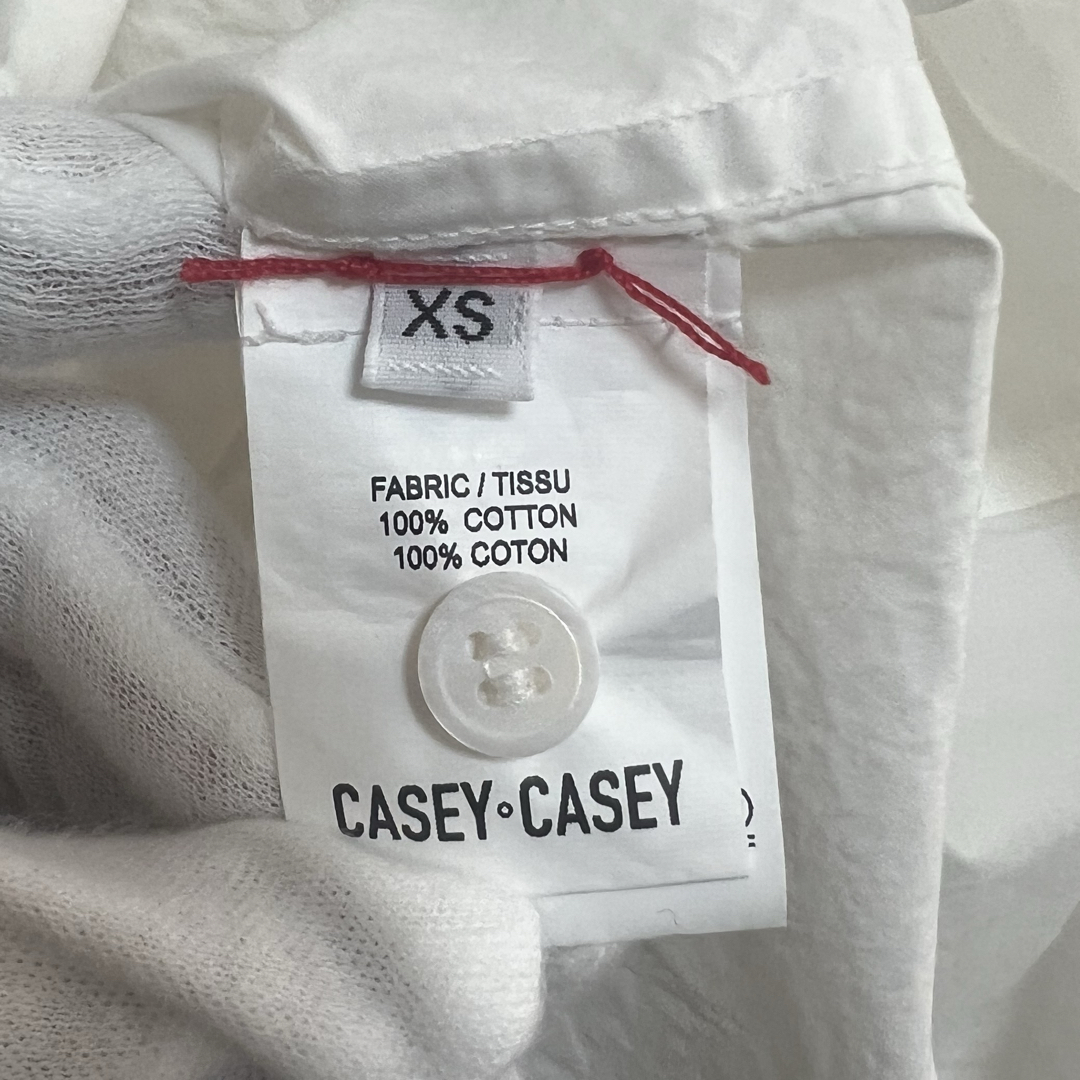 XS
FABRIC / TISSU
100% COTTON
100% COTON
CASEY∘CASEY